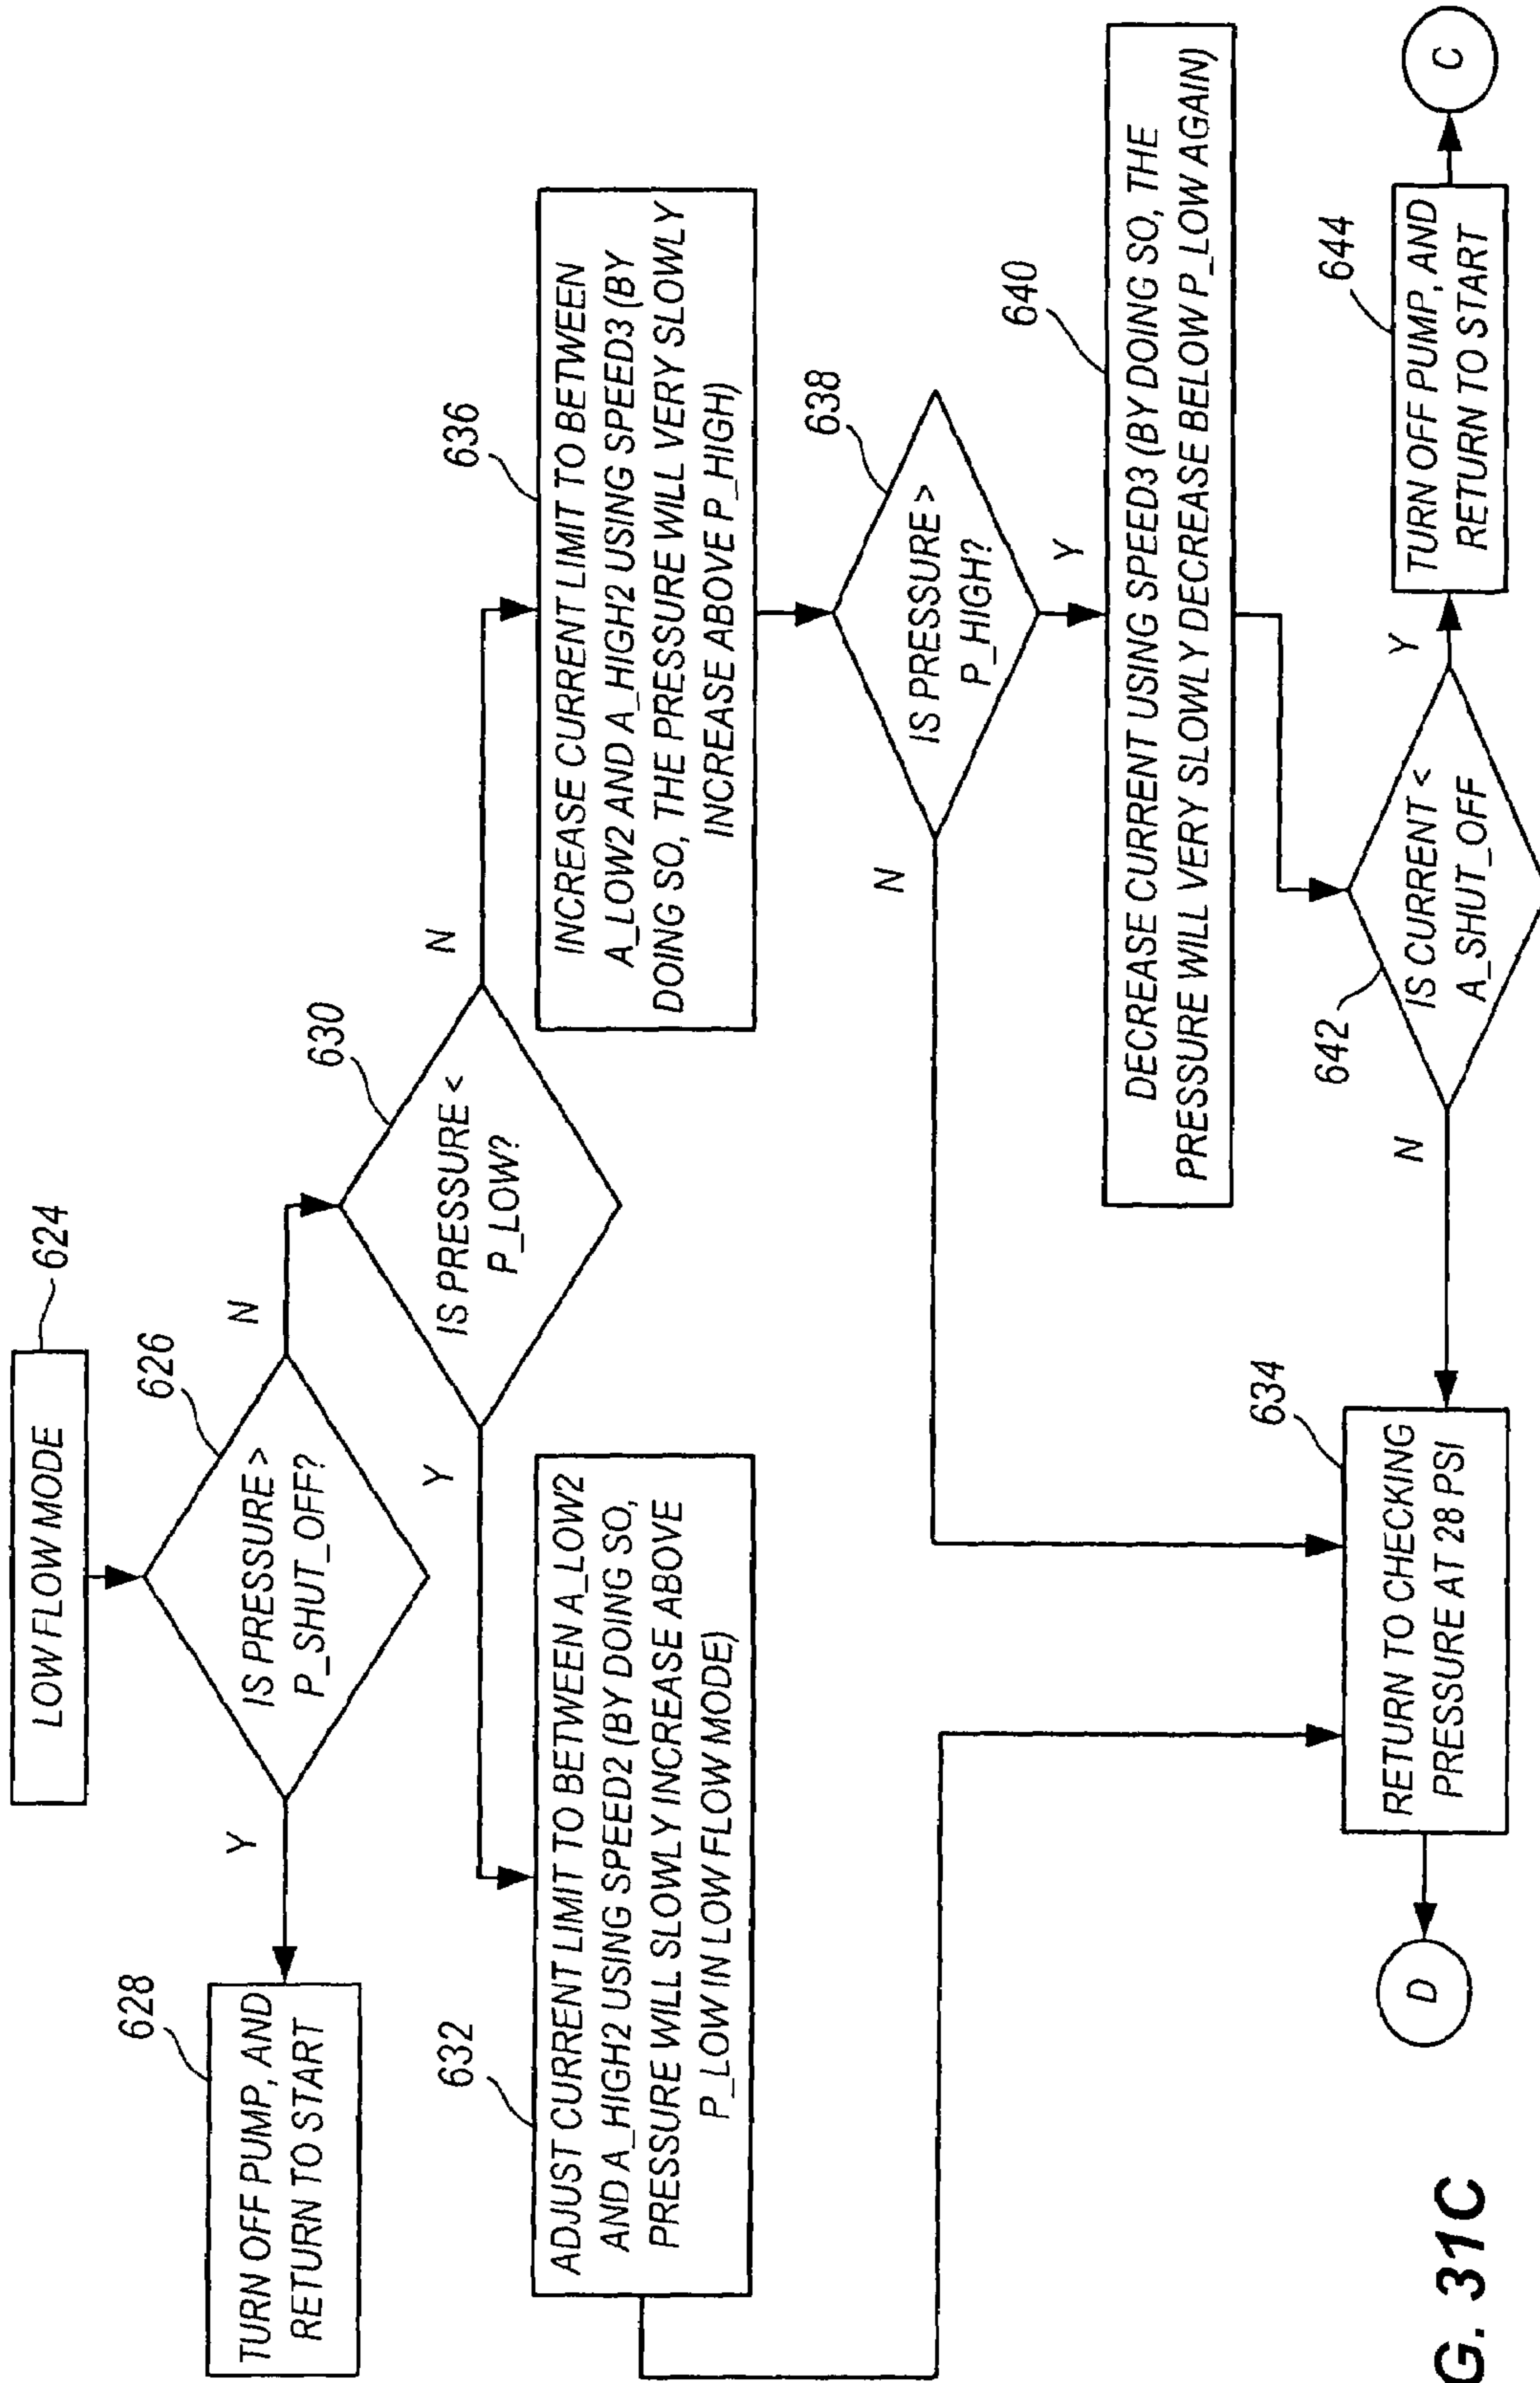 LOW FLOW MODE
624
626
IS PRESSURE >
P_SHUT_OFF?
Y
N
628
TURN OFF PUMP, AND
RETURN TO START
630
IS PRESSURE <
P_LOW?
Y
N
632
ADJUST CURRENT LIMIT TO BETWEEN A_LOW2
AND A_HIGH2 USING SPEED2 (BY DOING SO,
PRESSURE WILL SLOWLY INCREASE ABOVE
P_LOW IN LOW FLOW MODE)
636
INCREASE CURRENT LIMIT TO BETWEEN
A_LOW2 AND A_HIGH2 USING SPEED3 (BY
DOING SO, THE PRESSURE WILL VERY SLOWLY
INCREASE ABOVE P_HIGH)
638
IS PRESSURE >
P_HIGH?
N
Y
640
DECREASE CURRENT USING SPEED3 (BY DOING SO, THE
PRESSURE WILL VERY SLOWLY DECREASE BELOW P_LOW AGAIN)
634
RETURN TO CHECKING
PRESSURE AT 28 PSI
D
642
IS CURRENT <
A_SHUT_OFF
N
Y
644
TURN OFF PUMP, AND
RETURN TO START
C
G. 31C